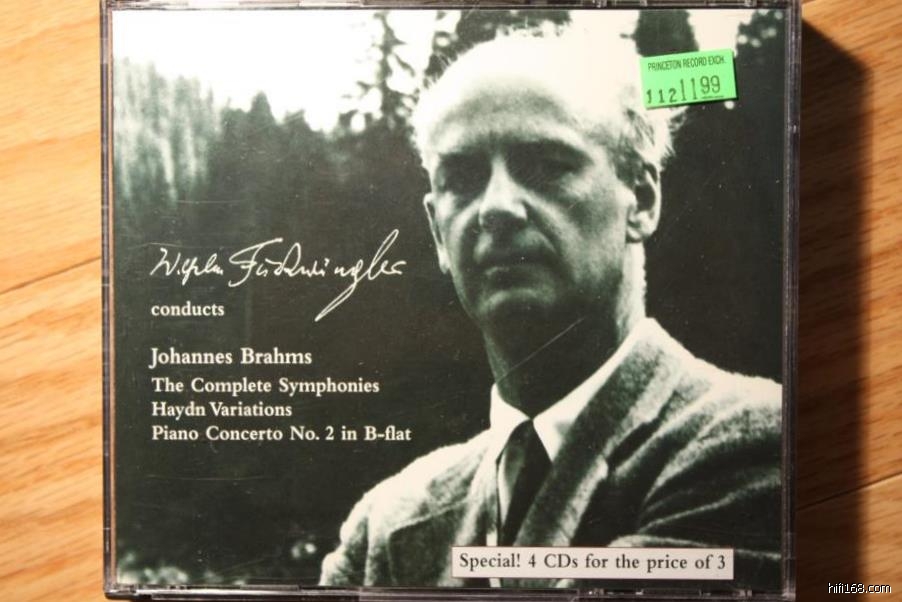 PRINCETON RECORD EXCH.
112 11 99
Wilhelm Furtwängler
conducts
Johannes Brahms
The Complete Symphonies
Haydn Variations
Piano Concerto No. 2 in B-flat
Special! 4 CDs for the price of 3
hifi168.com